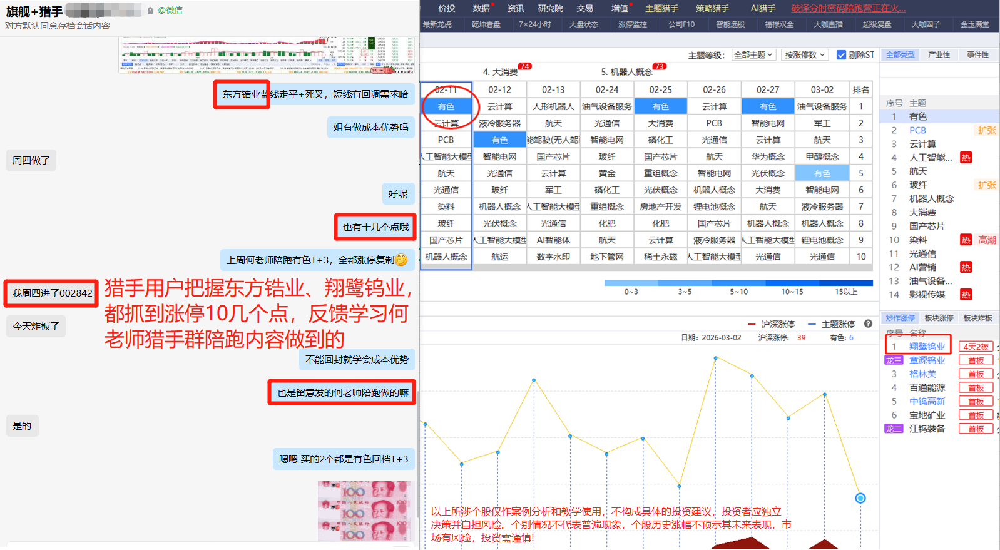 旗舰+猎手
@微信
对方默认同意存档会话内容
东方锆业蓝线走平+死叉，短线有回调需求哈
姐有做成本优势吗
周四做了
好呢
也有十几个点哦
上周何老师陪跑有色T+3，全都涨停复制
我周四进了002842
猎手用户把握东方锆业、翔鹭钨业，
都抓到涨停10几个点，反馈学习何
老师猎手群陪跑内容做到的
今天炸板了
不能回封就学会成本优势
也是留意发的何老师陪跑做的嘛
是的
嗯嗯 买的2个都是有色回档T+3
价投 数据 资讯 研究院 交易 增值 主题猎手 策略猎手 AI猎手 破译分时密码陪跑营正在火...
最新龙虎 乾坤看盘 7×24小时 大盘状态 涨停监控 公司F10 智能选股 福禄双全 大咖直播 超级复盘 大咖圈子 金玉满堂
主题等级： 全部主题 按涨停数 剔除ST
4. 大消费 74 5. 机器人概念 73
02-11 02-12 02-13 02-24 02-25 02-26 02-27 03-02 排名
有色 云计算 人形机器人 油气设备服务 有色 云计算 有色 油气设备服务 1
云计算 液冷服务器 航天 光通信 大消费 PCB 智能电网 军工 2
PCB 有色 能驾驶(无人驾 智能电网 磷化工 光通信 云计算 航天 3
人工智能大模型 智能电网 国产芯片 玻纤 国产芯片 航天 华为概念 甲醇概念 4
航天 光通信 云计算 黄金 重组概念 智能电网 光伏概念 有色 5
光通信 玻纤 军工 磷化工 光伏概念 机器人概念 大消费 智能电网 6
染料 机器人概念 人工智能大模型 重组概念 房地产开发 锂电池概念 航天 液冷服务器 7
玻纤 光伏概念 光通信 化肥 化肥 国产芯片 机器人概念 机器人概念 8
国产芯片 人工智能大模型 AI智能体 航天 云计算 液冷服务器 人工智能大模型 锂电池概念 9
机器人概念 航运 数字水印 地下管网 稀土永磁 人工智能大模型 光通信 光通信 10
0~3 3~5 5~10 10~15 15以上
沪深涨停 主题涨停
日期：2026-03-02 沪深涨停：39 有色：6
以上所涉个股仅作案例分析和教学使用，不构成具体的投资建议，投资者应独立
决策并自担风险。个别情况不代表普遍现象，个股历史涨幅不预示其未来表现，市
场有风险，投资需谨慎！
全部类型 产业性 事件性
序号 主题
1 有色
2 PCB 扩张
3 云计算
4 人工智能... 热
5 航天
6 玻纤 扩张
7 机器人概念
8 大消费
9 国产芯片
10 染料 热 高潮
11 光通信
12 AI营销 热
13 油气设备...
14 影视传媒 热
炒作涨停 板块涨停 板块炸板
序号 名称
1 翔鹭钨业 4天2板
龙三 章源钨业 首板
3 格林美 首板
4 百通能源 首板
5 中钨高新 首板
6 宝地矿业 首板
龙二 江钨装备 首板